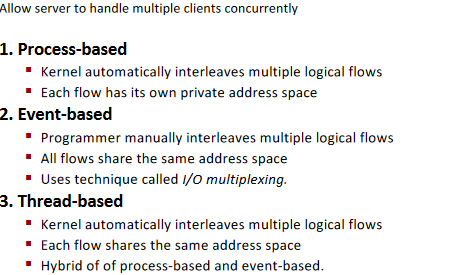 Allow server to handle multiple clients concurrently
1. Process-based
▪ Kernel automatically interleaves multiple logical flows
▪ Each flow has its own private address space
2. Event-based
▪ Programmer manually interleaves multiple logical flows
▪ All flows share the same address space
▪ Uses technique called I/O multiplexing.
3. Thread-based
▪ Kernel automatically interleaves multiple logical flows
▪ Each flow shares the same address space
▪ Hybrid of of process-based and event-based.